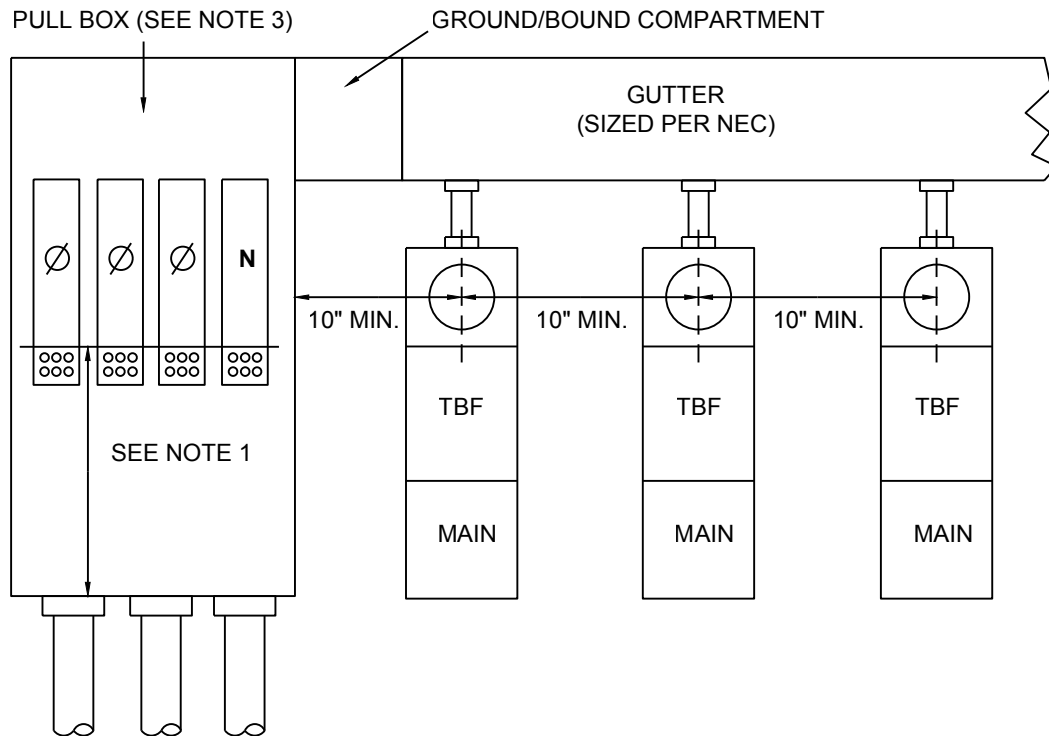 PULL BOX (SEE NOTE 3)
GROUND/BOUND COMPARTMENT
GUTTER
(SIZED PER NEC)
Ø Ø Ø N
10" MIN. 10" MIN. 10" MIN.
TBF TBF TBF
SEE NOTE 1
MAIN MAIN MAIN